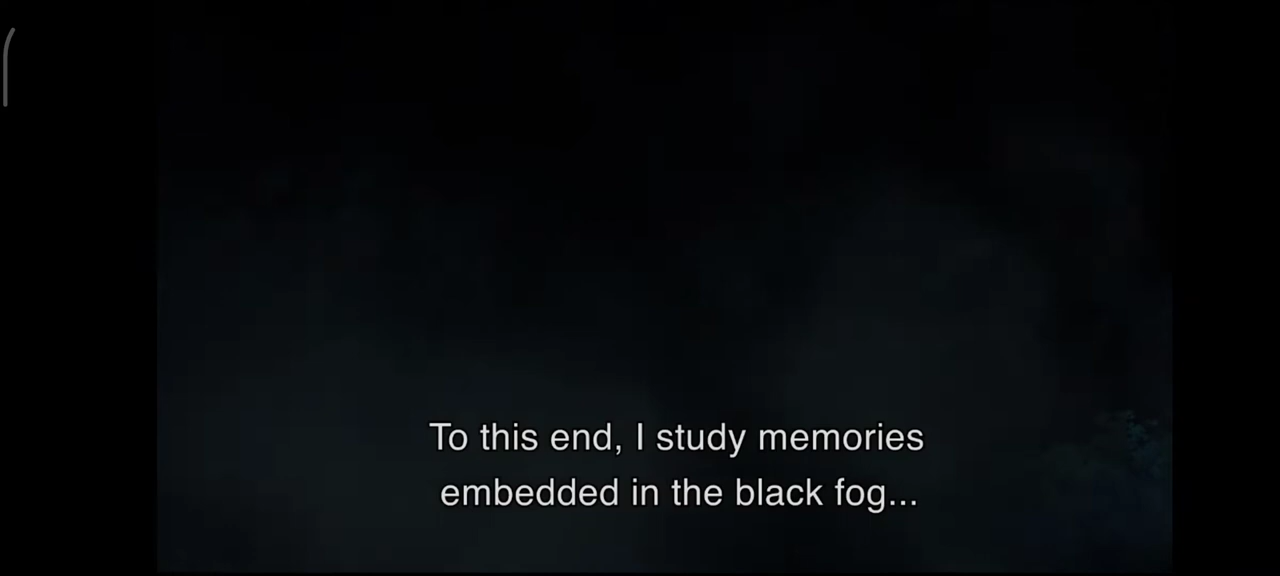 To this end, I study memories
embedded in the black fog...